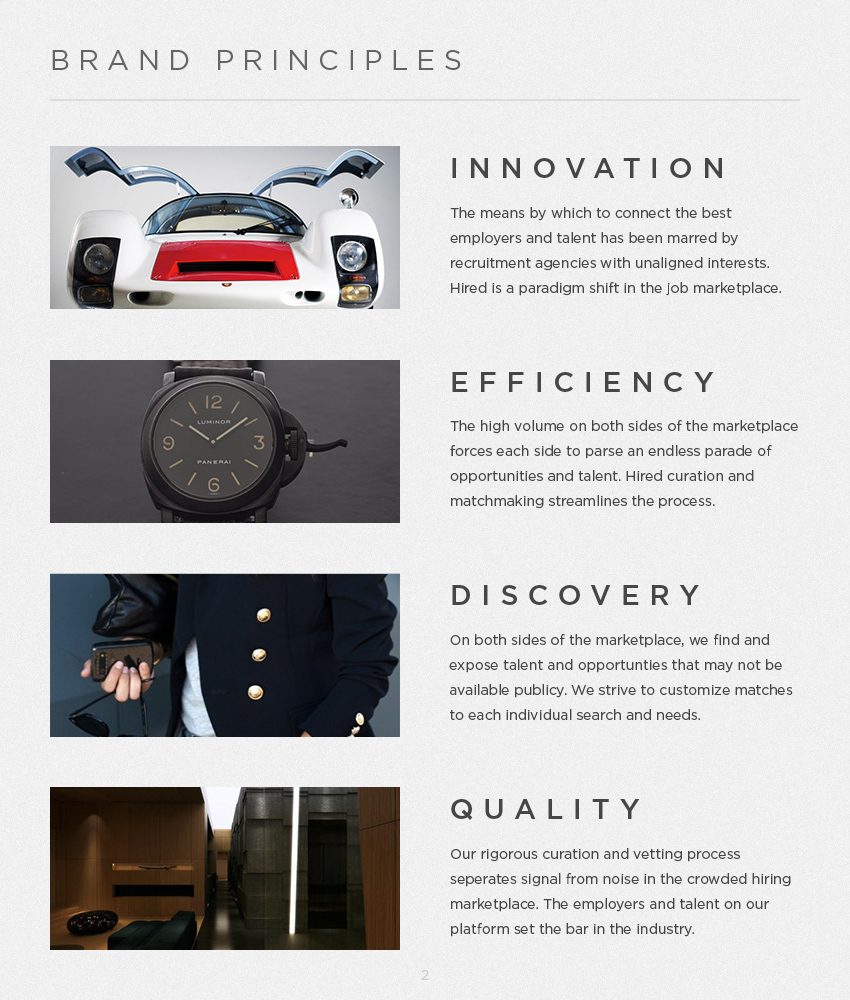 BRAND PRINCIPLES
INNOVATION
The means by which to connect the best
employers and talent has been marred by
recruitment agencies with unaligned interests.
Hired is a paradigm shift in the job marketplace.
12
LUMINOR
9
3
PANERAI
6
EFFICIENCY
The high volume on both sides of the marketplace
forces each side to parse an endless parade of
opportunities and talent. Hired curation and
matchmaking streamlines the process.
DISCOVERY
On both sides of the marketplace, we find and
expose talent and opportunties that may not be
available publicy. We strive to customize matches
to each individual search and needs.
QUALITY
Our rigorous curation and vetting process
seperates signal from noise in the crowded hiring
marketplace. The employers and talent on our
platform set the bar in the industry.
2